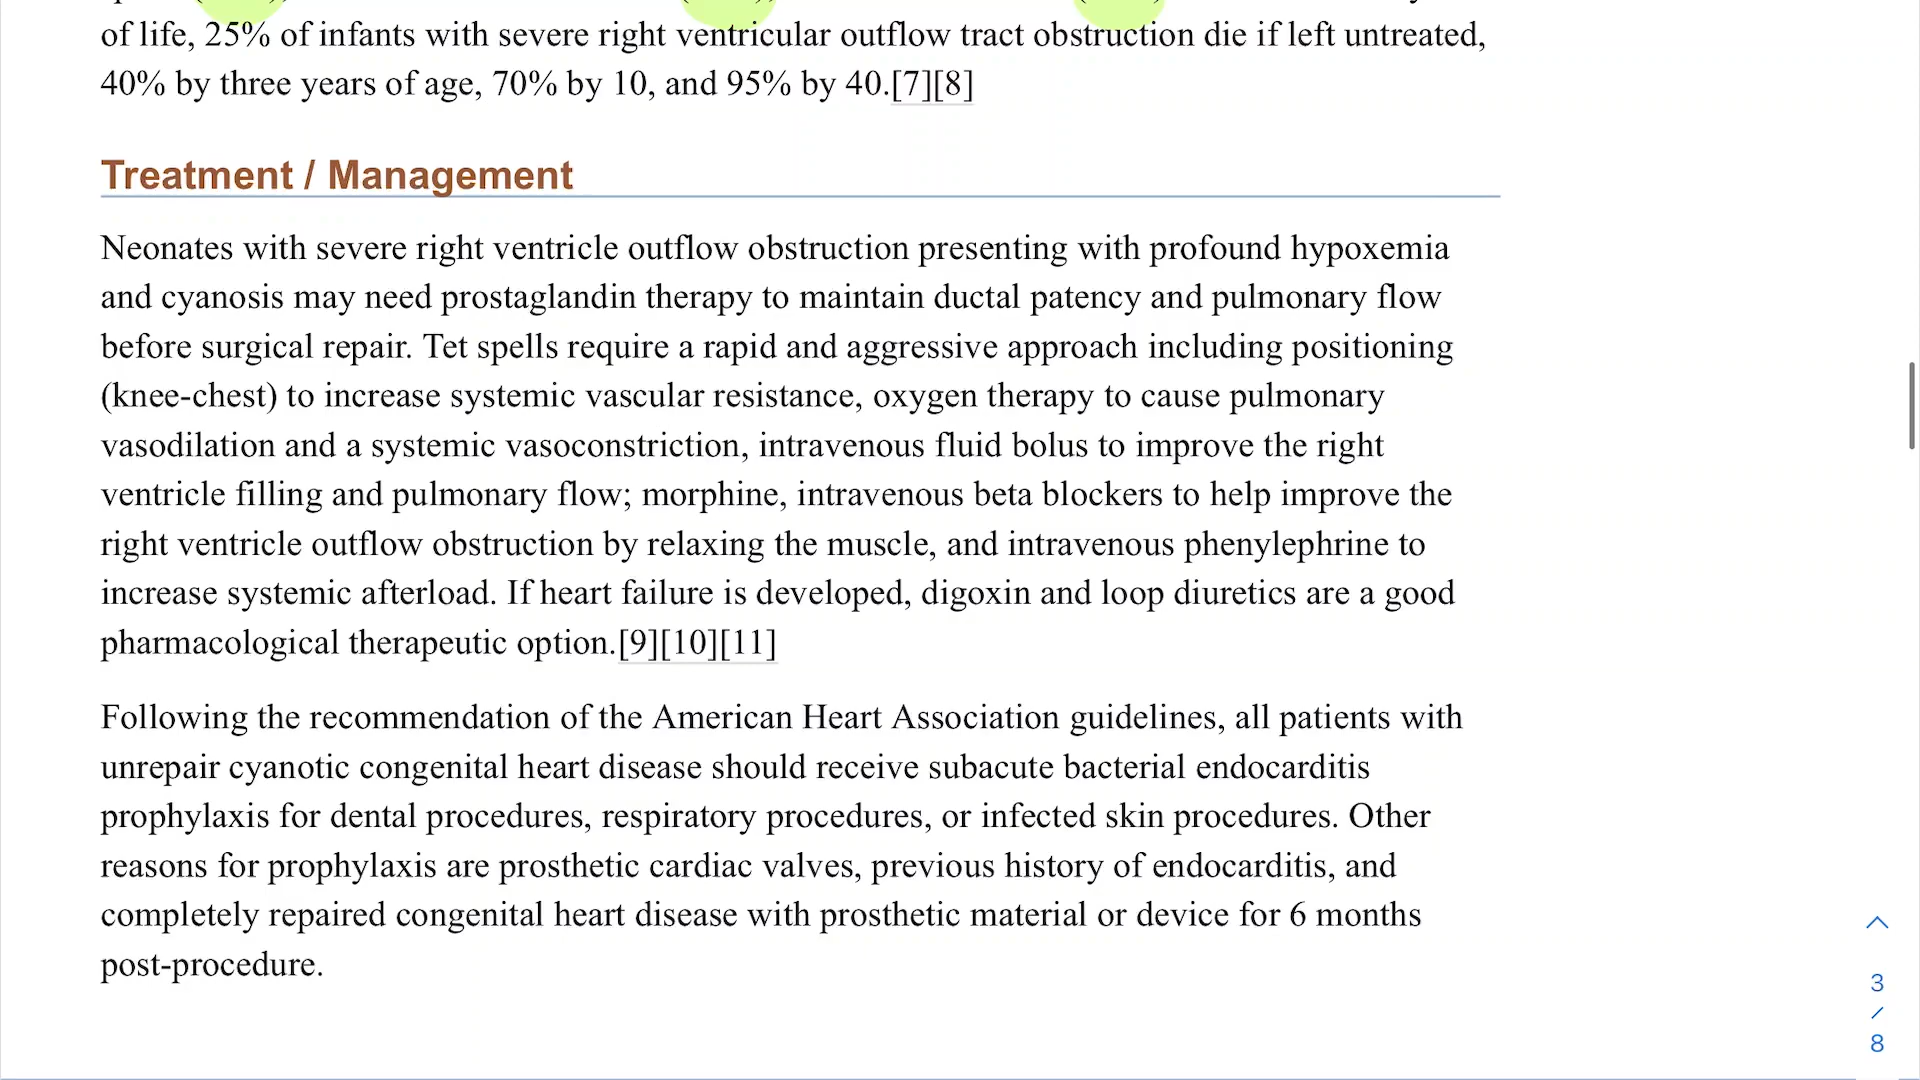 of life, 25% of infants with severe right ventricular outflow tract obstruction die if left untreated,
40% by three years of age, 70% by 10, and 95% by 40.[7][8]
Treatment / Management
Neonates with severe right ventricle outflow obstruction presenting with profound hypoxemia
and cyanosis may need prostaglandin therapy to maintain ductal patency and pulmonary flow
before surgical repair. Tet spells require a rapid and aggressive approach including positioning
(knee-chest) to increase systemic vascular resistance, oxygen therapy to cause pulmonary
vasodilation and a systemic vasoconstriction, intravenous fluid bolus to improve the right
ventricle filling and pulmonary flow; morphine, intravenous beta blockers to help improve the
right ventricle outflow obstruction by relaxing the muscle, and intravenous phenylephrine to
increase systemic afterload. If heart failure is developed, digoxin and loop diuretics are a good
pharmacological therapeutic option.[9][10][11]
Following the recommendation of the American Heart Association guidelines, all patients with
unrepair cyanotic congenital heart disease should receive subacute bacterial endocarditis
prophylaxis for dental procedures, respiratory procedures, or infected skin procedures. Other
reasons for prophylaxis are prosthetic cardiac valves, previous history of endocarditis, and
completely repaired congenital heart disease with prosthetic material or device for 6 months
post-procedure.
3
/
8